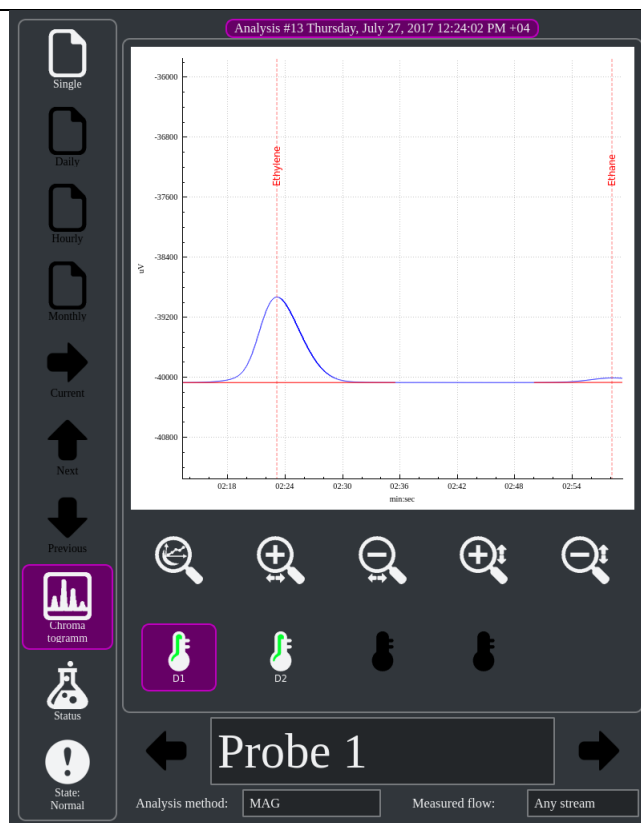 Analysis #13 Thursday, July 27, 2017 12:24:02 PM +04
Single
Daily
Hourly
Monthly
Current
Next
Previous
Chroma
togramm
Status
State:
Normal
-36000
-36800
-37600
-38400
-39200
-40000
-40800
uV
Ethylene
Ethane
02:18 02:24 02:30 02:36 02:42 02:48 02:54
min:sec
D1 D2
Probe 1
Analysis method: MAG Measured flow: Any stream